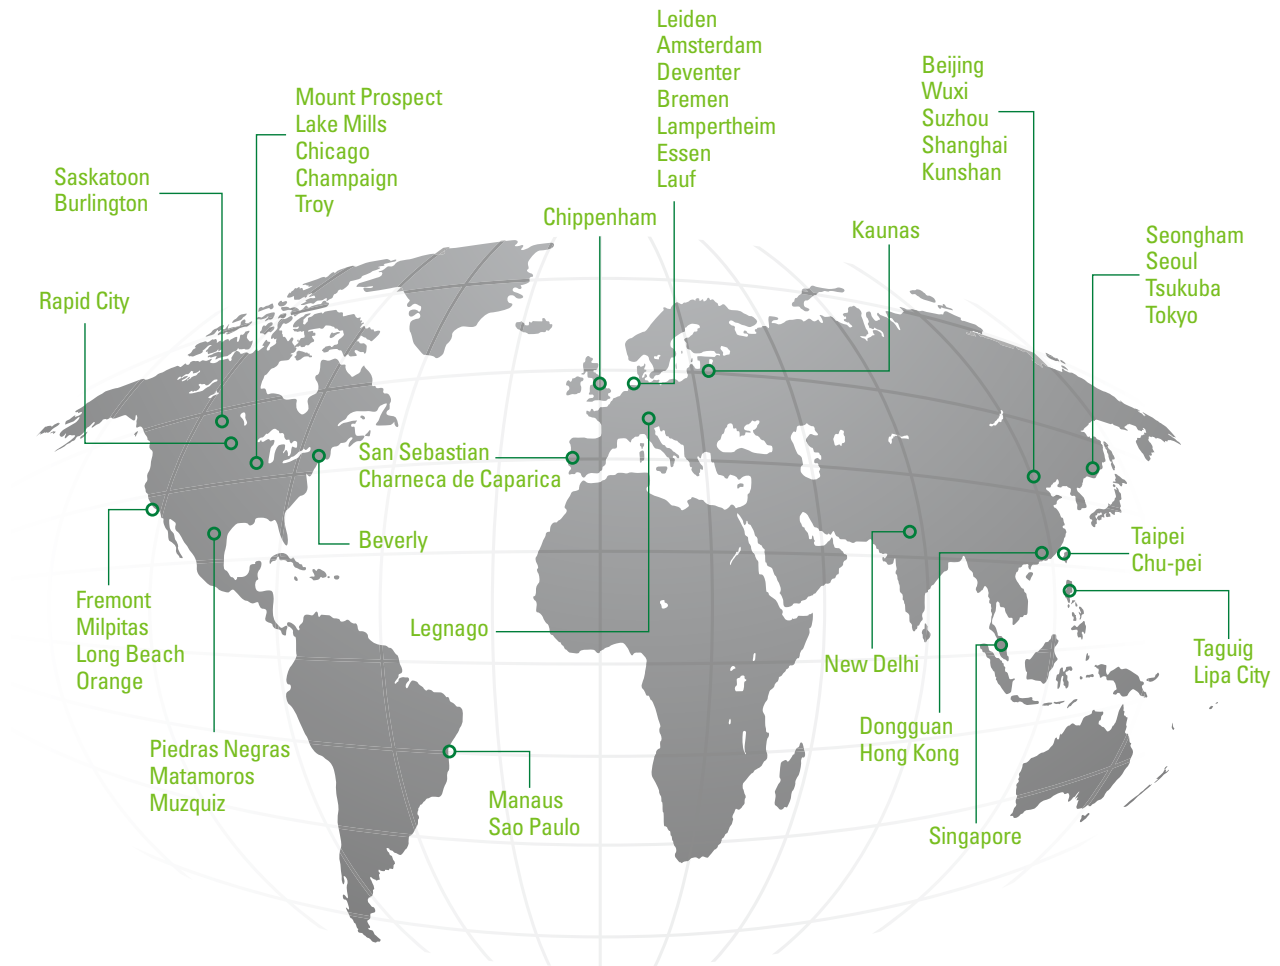 Leiden
Amsterdam
Deventer
Bremen
Lampertheim
Essen
Lauf
Beijing
Wuxi
Suzhou
Shanghai
Kunshan
Mount Prospect
Lake Mills
Chicago
Champaign
Troy
Saskatoon
Burlington
Chippenham
Kaunas
Seongham
Seoul
Tsukuba
Tokyo
Rapid City
San Sebastian
Charneca de Caparica
Beverly
Taipei
Chu-pei
Fremont
Milpitas
Long Beach
Orange
Legnago
New Delhi
Taguig
Lipa City
Dongguan
Hong Kong
Piedras Negras
Matamoros
Muzquiz
Manaus
Sao Paulo
Singapore